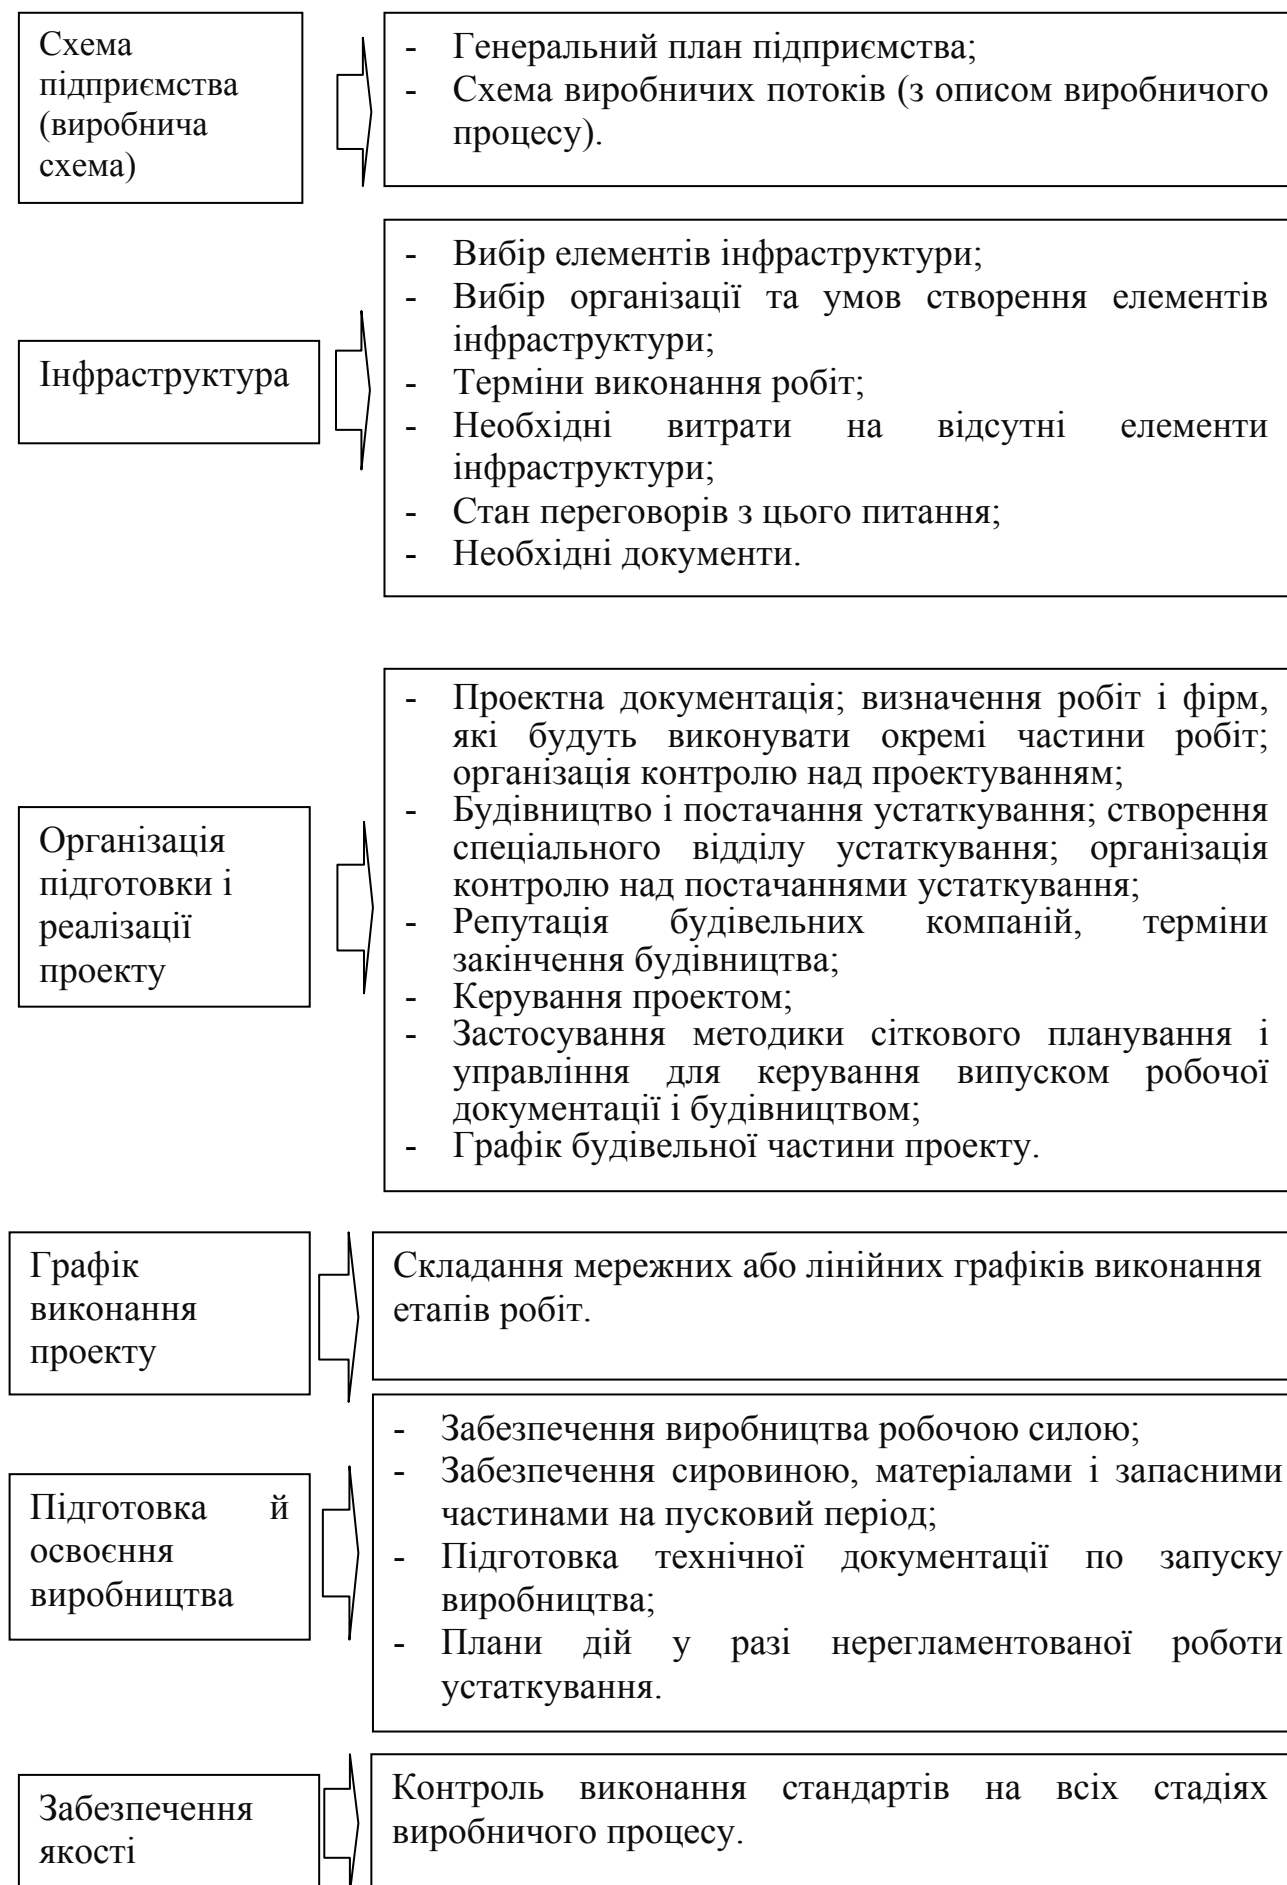 Схема
підприємства
(виробнича
схема)
- Генеральний план підприємства;
- Схема виробничих потоків (з описом виробничого
процесу).
Інфраструктура
- Вибір елементів інфраструктури;
- Вибір організації та умов створення елементів
інфраструктури;
- Терміни виконання робіт;
- Необхідні витрати на відсутні елементи
інфраструктури;
- Стан переговорів з цього питання;
- Необхідні документи.
Організація
підготовки і
реалізації
проекту
- Проектна документація; визначення робіт і фірм,
які будуть виконувати окремі частини робіт;
організація контролю над проектуванням;
- Будівництво і постачання устаткування; створення
спеціального відділу устаткування; організація
контролю над постачаннями устаткування;
- Репутація будівельних компаній, терміни
закінчення будівництва;
- Керування проектом;
- Застосування методики сіткового планування і
управління для керування випуском робочої
документації і будівництвом;
- Графік будівельної частини проекту.
Графік
виконання
проекту
Складання мережних або лінійних графіків виконання
етапів робіт.
Підготовка й
освоєння
виробництва
- Забезпечення виробництва робочою силою;
- Забезпечення сировиною, матеріалами і запасними
частинами на пусковий період;
- Підготовка технічної документації по запуску
виробництва;
- Плани дій у разі нерегламентованої роботи
устаткування.
Забезпечення
якості
Контроль виконання стандартів на всіх стадіях
виробничого процесу.